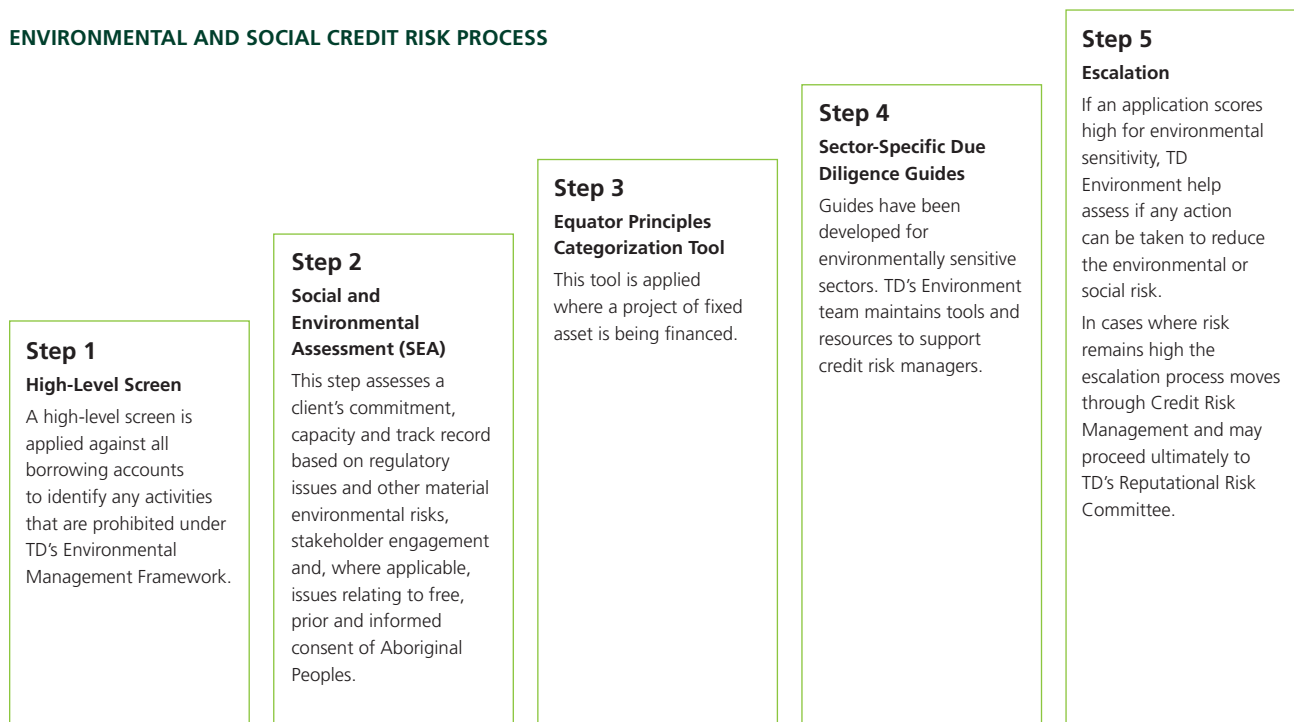 ENVIRONMENTAL AND SOCIAL CREDIT RISK PROCESS
Step 1
High-Level Screen
A high-level screen is
applied against all
borrowing accounts
to identify any activities
that are prohibited under
TD's Environmental
Management Framework.
Step 2
Social and
Environmental
Assessment (SEA)
This step assesses a
client's commitment,
capacity and track record
based on regulatory
issues and other material
environmental risks,
stakeholder engagement
and, where applicable,
issues relating to free,
prior and informed
consent of Aboriginal
Peoples.
Step 3
Equator Principles
Categorization Tool
This tool is applied
where a project of fixed
asset is being financed.
Step 4
Sector-Specific Due
Diligence Guides
Guides have been
developed for
environmentally sensitive
sectors. TD's Environment
team maintains tools and
resources to support
credit risk managers.
Step 5
Escalation
If an application scores
high for environmental
sensitivity, TD
Environment help
assess if any action
can be taken to reduce
the environmental or
social risk.
In cases where risk
remains high the
escalation process moves
through Credit Risk
Management and may
proceed ultimately to
TD's Reputational Risk
Committee.